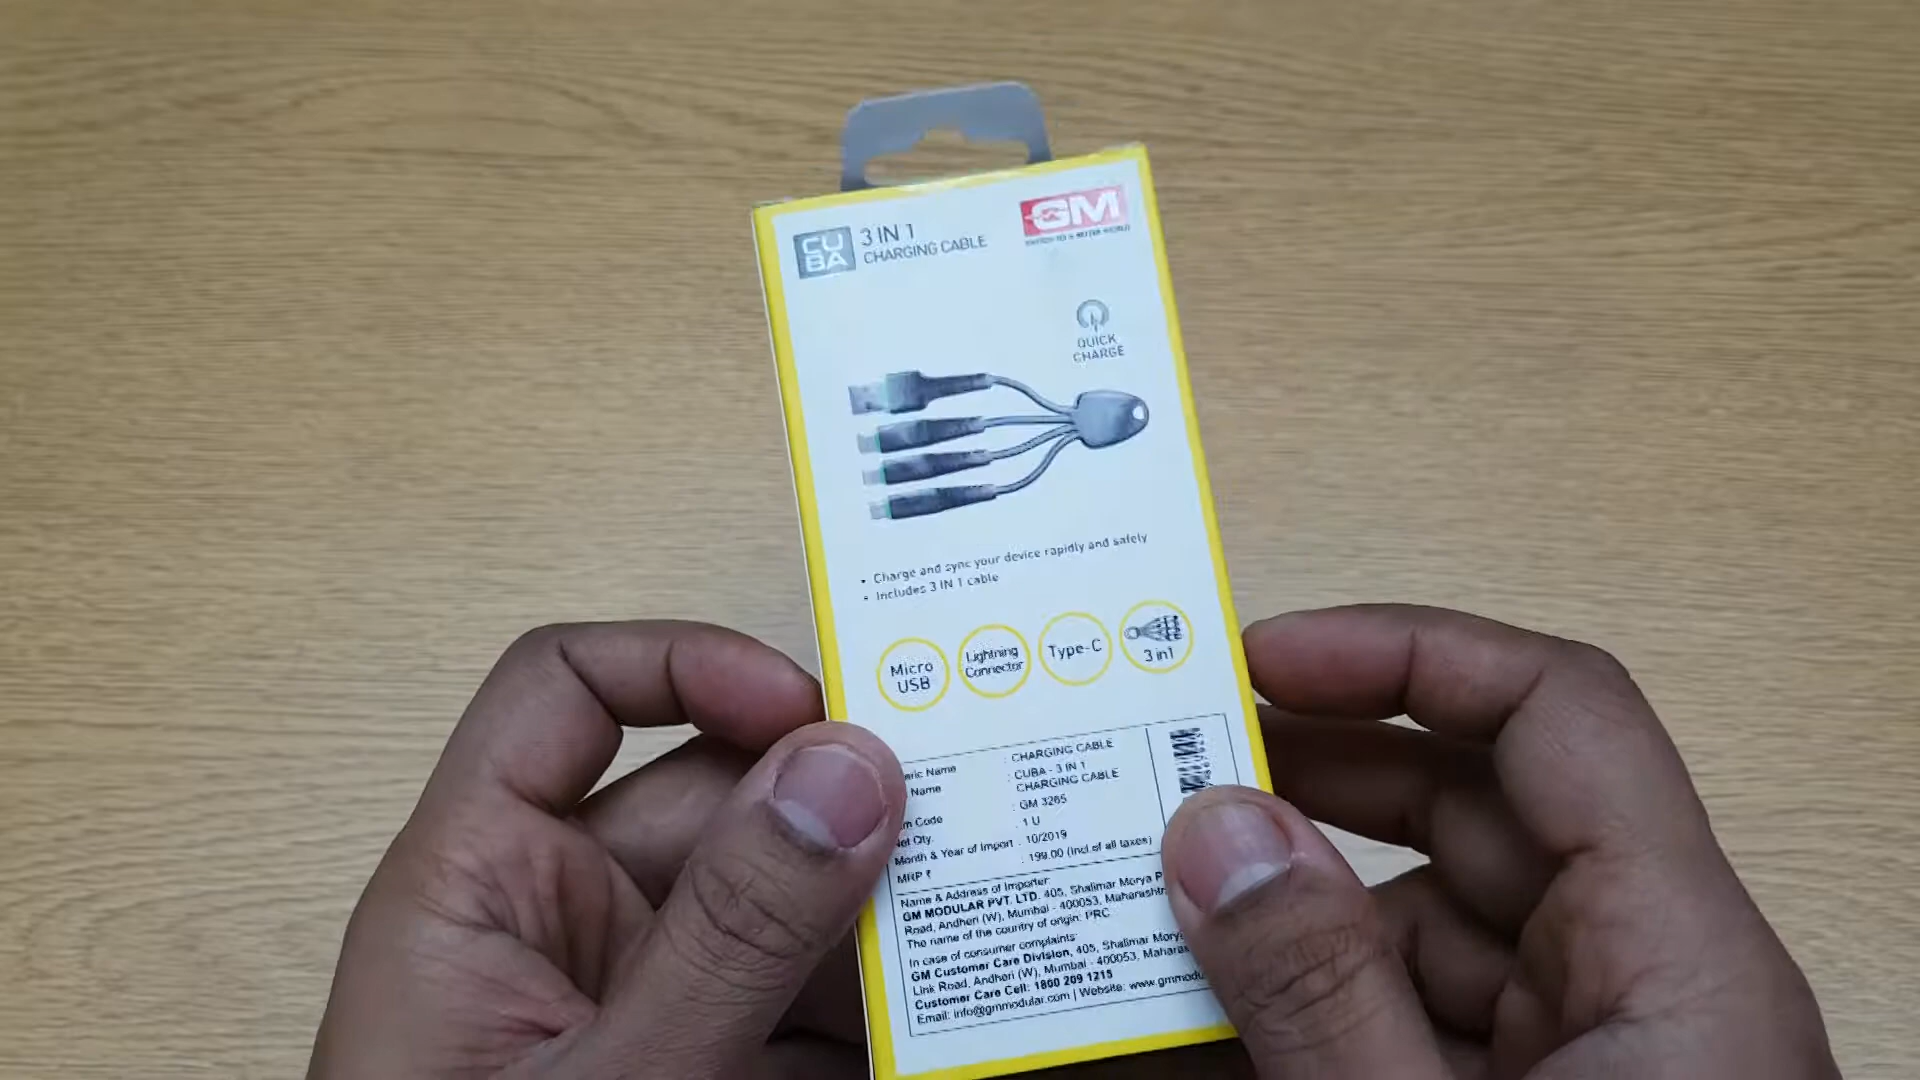 CU
BA
3 IN 1
CHARGING CABLE
GM
QUICK
CHARGE
• Charge and sync your device rapidly and safely
• Includes 3 IN 1 cable
Micro
USB
Lightning
Connector
Type-C
3 in1
eric Name : CHARGING CABLE
Name : CUBA - 3 IN 1
CHARGING CABLE
m Code : GM 3265
Net Qty. : 1 U
Month & Year of Import : 10/2019
MRP ₹ : 199.00 (Incl of all taxes)
Name & Address of Importer:
GM MODULAR PVT. LTD. 405, Shalimar Morya P
Road, Andheri (W), Mumbai - 400053, Maharashtr
The name of the country of origin: PRC
In case of consumer complaints:
GM Customer Care Division, 405, Shalimar Mory
Link Road, Andheri (W), Mumbai - 400053, Mahara
Customer Care Cell: 1800 209 1215
Email: info@gmmodular.com | Website: www.gmmodu